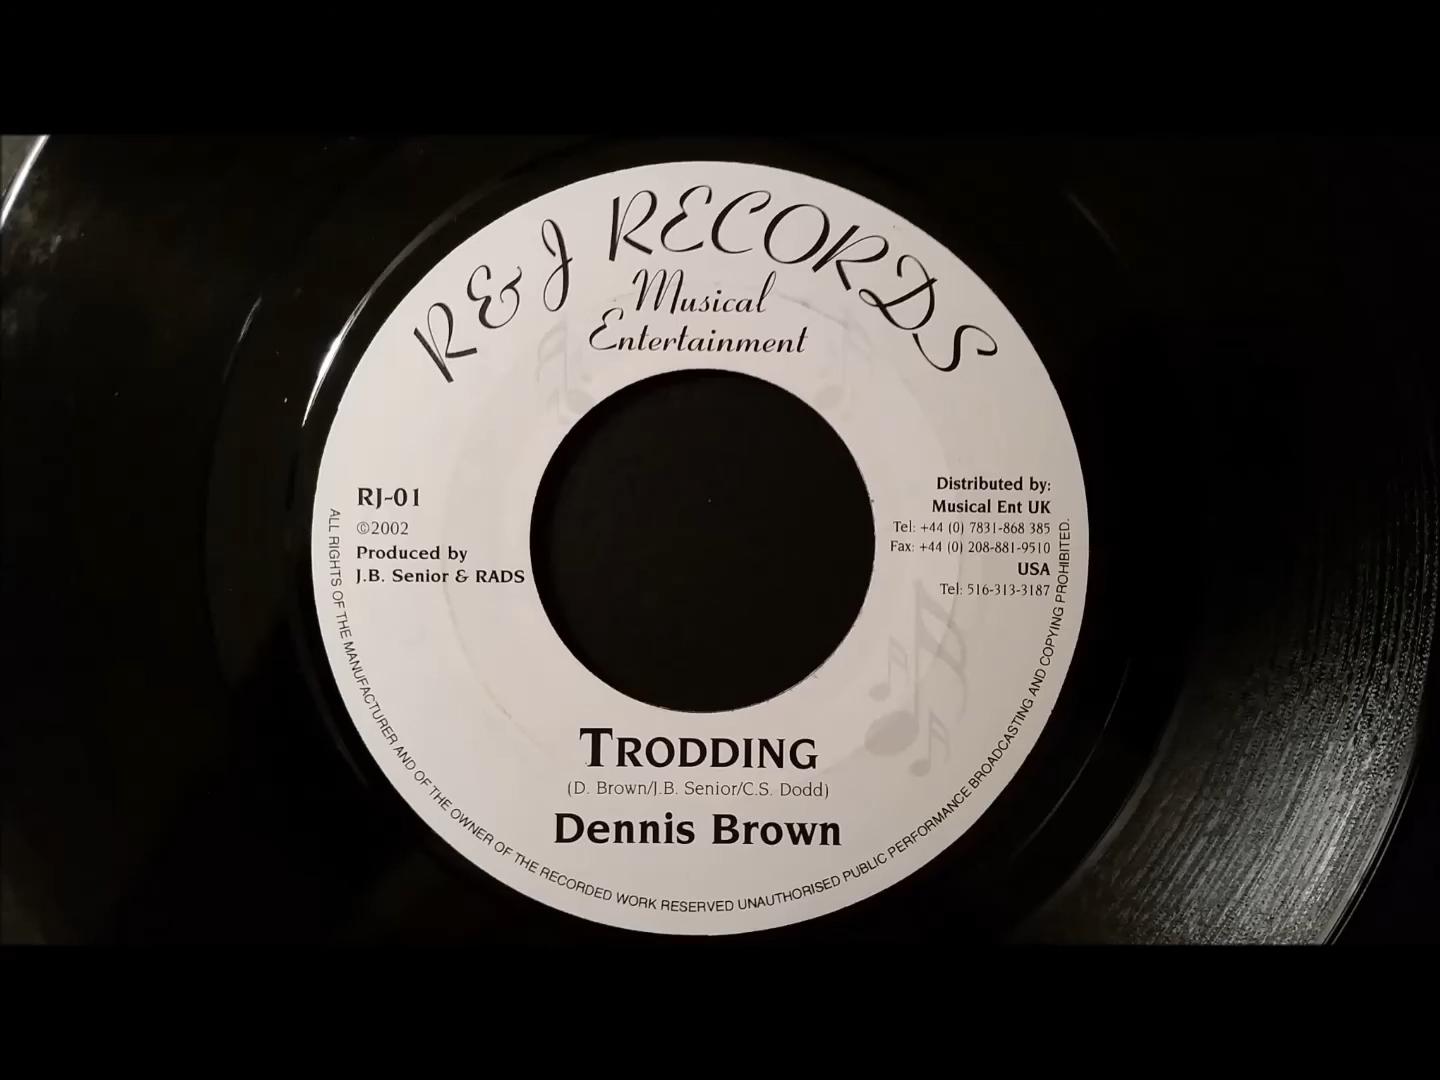 R&J RECORDS
Musical
Entertainment
RJ-01
©2002
Produced by
J.B. Senior & RADS
Distributed by:
Musical Ent UK
Tel: +44 (0) 7831-868 385
Fax: +44 (0) 208-881-9510
USA
Tel: 516-313-3187
TRODDING
(D. Brown/J.B. Senior/C.S. Dodd)
Dennis Brown
ALL RIGHTS OF THE MANUFACTURER AND OF THE OWNER OF THE RECORDED WORK RESERVED UNAUTHORISED PUBLIC PERFORMANCE BROADCASTING AND COPYING PROHIBITED.